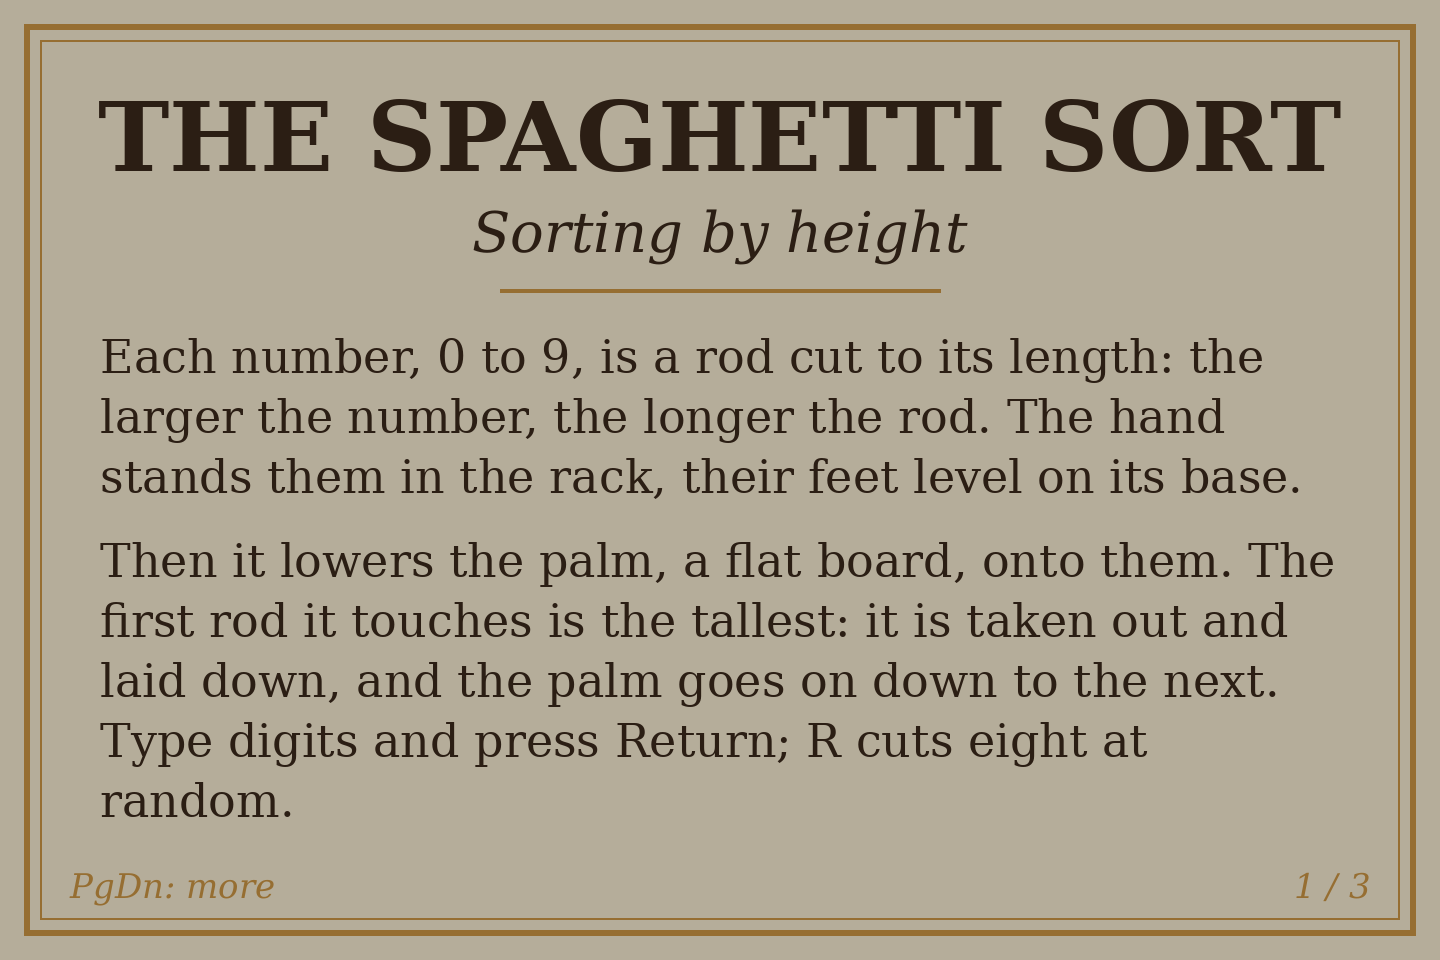 THE SPAGHETTI SORT
Sorting by height
Each number, 0 to 9, is a rod cut to its length: the
larger the number, the longer the rod. The hand
stands them in the rack, their feet level on its base.
Then it lowers the palm, a flat board, onto them. The
first rod it touches is the tallest: it is taken out and
laid down, and the palm goes on down to the next.
Type digits and press Return; R cuts eight at
random.
PgDn: more
1 / 3